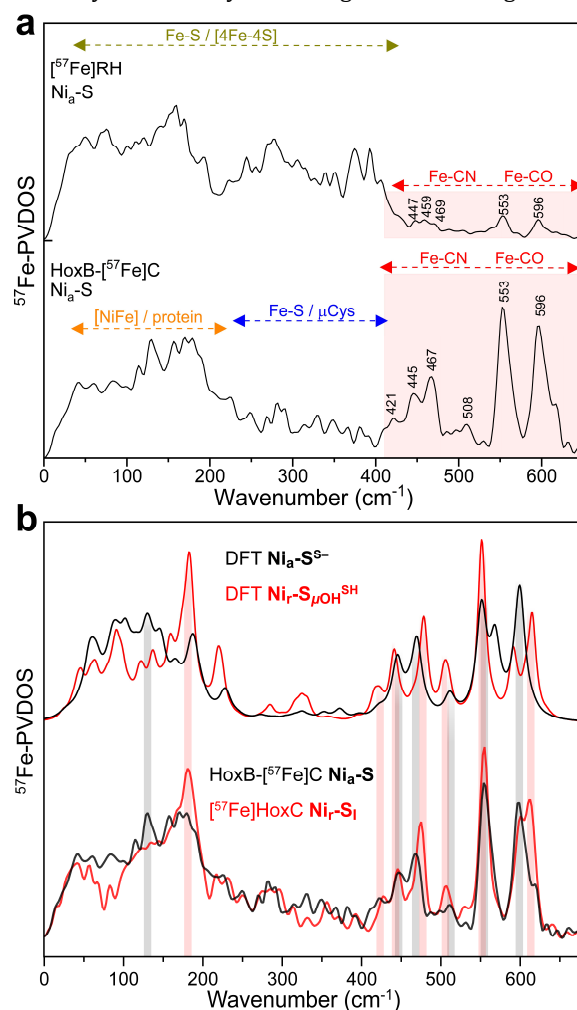 a
Fe-S / [4Fe-4S]
[⁵⁷Fe]RH
Niₐ-S
Fe-CN Fe-CO
447 459 469 553 596
HoxB-[⁵⁷Fe]C
Niₐ-S
Fe-CN Fe-CO
[NiFe] / protein
Fe-S / μCys
421 445 467 508 553 596
⁵⁷Fe-PVDOS
0 100 200 300 400 500 600
Wavenumber (cm⁻¹)
b
DFT Niₐ-S^S–
DFT Niᵣ-S_μOH^SH
HoxB-[⁵⁷Fe]C Niₐ-S
[⁵⁷Fe]HoxC Niᵣ-S_I
⁵⁷Fe-PVDOS
0 100 200 300 400 500 600
Wavenumber (cm⁻¹)